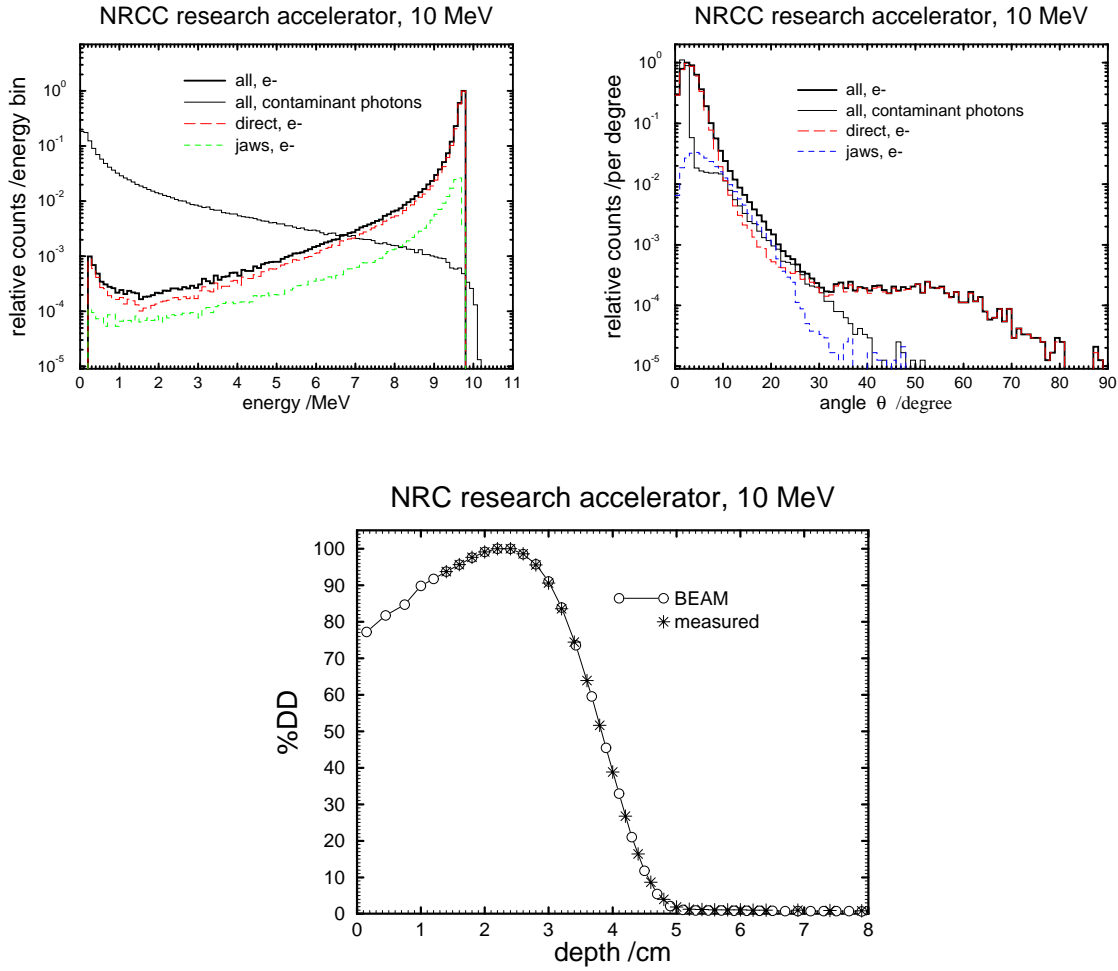 NRCC research accelerator, 10 MeV
relative counts /energy bin
10^0
10^-1
10^-2
10^-3
10^-4
10^-5
all, e-
all, contaminant photons
direct, e-
jaws, e-
0 1 2 3 4 5 6 7 8 9 10 11
energy /MeV
NRCC research accelerator, 10 MeV
relative counts /per degree
10^0
10^-1
10^-2
10^-3
10^-4
10^-5
all, e-
all, contaminant photons
direct, e-
jaws, e-
0 10 20 30 40 50 60 70 80 90
angle θ /degree
NRC research accelerator, 10 MeV
%DD
100
90
80
70
60
50
40
30
20
10
0
BEAM
measured
0 1 2 3 4 5 6 7 8
depth /cm